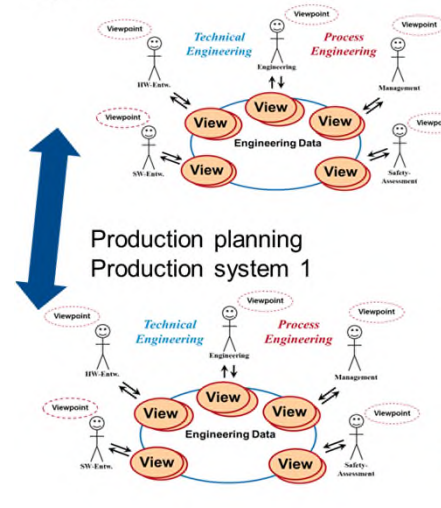 Viewpoint
Viewpoint
Viewpoint
Technical
Engineering
Process
Engineering
HW-Entw.
Engineering
Management
View
View
View
Viewpoint
Viewpoi
Engineering Data
SW-Entw.
View
View
Safety-
Assessment
Production planning
Production system 1
Viewpoint
Viewpoint
Viewpoint
Technical
Engineering
Process
Engineering
HW-Entw.
Engineering
Management
View
View
View
Viewpoint
Viewpoint
Engineering Data
SW-Entw.
View
View
Safety-
Assessment